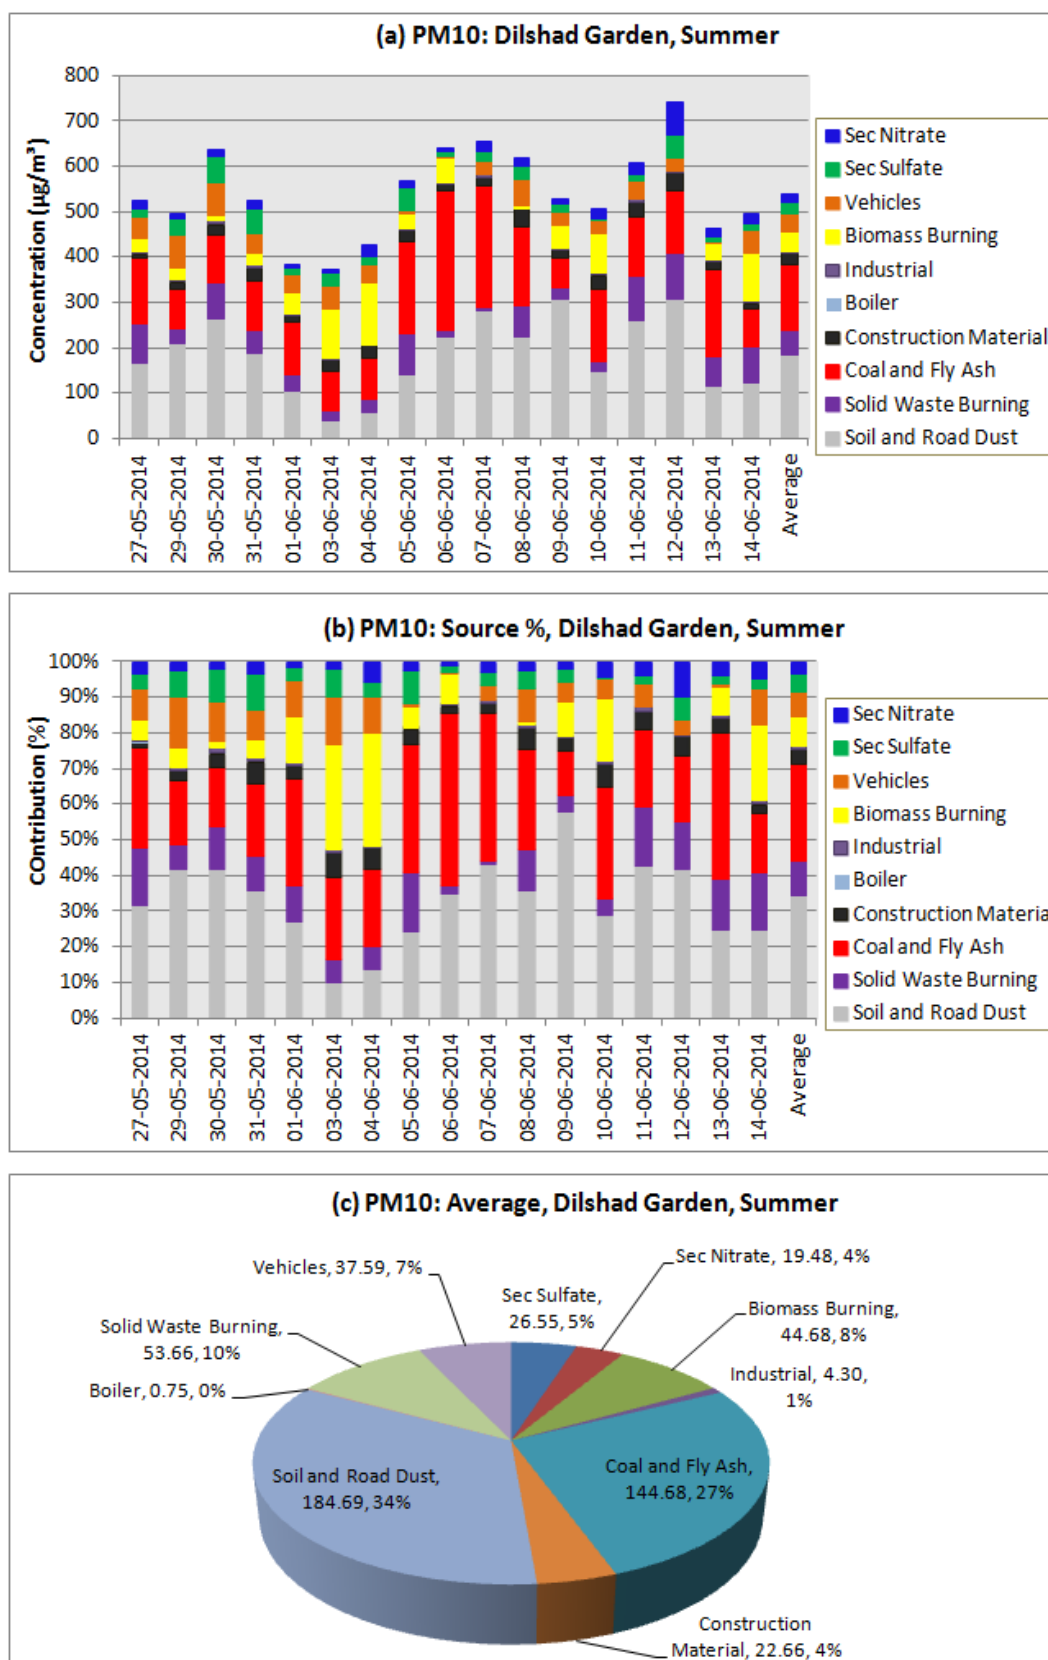 (a) PM10: Dilshad Garden, Summer
Concentration (µg/m³)
800
700
600
500
400
300
200
100
0
27-05-2014
29-05-2014
30-05-2014
31-05-2014
01-06-2014
03-06-2014
04-06-2014
05-06-2014
06-06-2014
07-06-2014
08-06-2014
09-06-2014
10-06-2014
11-06-2014
12-06-2014
13-06-2014
14-06-2014
Average
Sec Nitrate
Sec Sulfate
Vehicles
Biomass Burning
Industrial
Boiler
Construction Material
Coal and Fly Ash
Solid Waste Burning
Soil and Road Dust
(b) PM10: Source %, Dilshad Garden, Summer
COntribution (%)
100%
90%
80%
70%
60%
50%
40%
30%
20%
10%
0%
27-05-2014
29-05-2014
30-05-2014
31-05-2014
01-06-2014
03-06-2014
04-06-2014
05-06-2014
06-06-2014
07-06-2014
08-06-2014
09-06-2014
10-06-2014
11-06-2014
12-06-2014
13-06-2014
14-06-2014
Average
Sec Nitrate
Sec Sulfate
Vehicles
Biomass Burning
Industrial
Boiler
Construction Materia
Coal and Fly Ash
Solid Waste Burning
Soil and Road Dust
(c) PM10: Average, Dilshad Garden, Summer
Sec Nitrate, 19.48, 4%
Vehicles, 37.59, 7%
Sec Sulfate,
26.55, 5%
Biomass Burning,
44.68, 8%
Solid Waste Burning,
53.66, 10%
Industrial, 4.30,
1%
Boiler, 0.75, 0%
Coal and Fly Ash,
144.68, 27%
Soil and Road Dust,
184.69, 34%
Construction
Material, 22.66, 4%